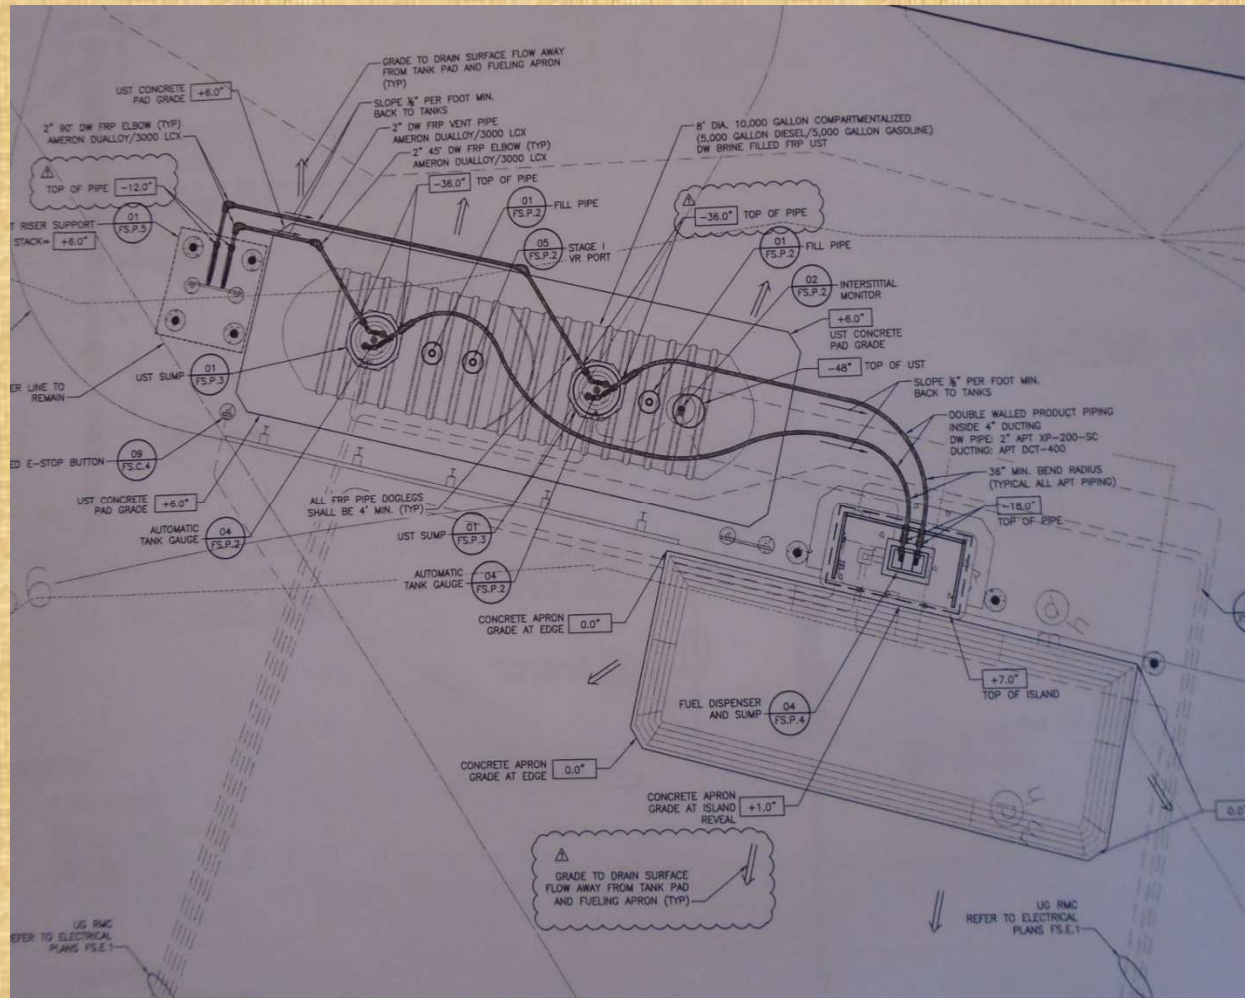 GRADE TO DRAIN SURFACE FLOW AWAY
FROM TANK PAD AND FUELING APRON
(TYP)
UST CONCRETE
PAD GRADE
+6.0"
SLOPE ⅛" PER FOOT MIN.
BACK TO TANKS
2" 90° DW FRP ELBOW (TYP)
AMERON DUALLOY/3000 LCX
2" DW FRP VENT PIPE
AMERON DUALLOY/3000 LCX
2" 45° DW FRP ELBOW (TYP)
AMERON DUALLOY/3000 LCX
8' DIA. 10,000 GALLON COMPARTMENTALIZED
(5,000 GALLON DIESEL/5,000 GALLON GASOLINE)
DW BRINE FILLED FRP UST
TOP OF PIPE -12.0"
-36.0" TOP OF PIPE
01
FS.P.2
FILL PIPE
-36.0" TOP OF PIPE
T RISER SUPPORT
01
FS.P.5
STACK= +6.0"
05
FS.P.2
STAGE I
VR PORT
01
FS.P.2
FILL PIPE
02
FS.P.2
INTERSTITIAL
MONITOR
+6.0"
UST CONCRETE
PAD GRADE
-48" TOP OF UST
UST SUMP
01
FS.P.3
ER LINE TO
REMAIN
SLOPE ⅛" PER FOOT MIN.
BACK TO TANKS
DOUBLE WALLED PRODUCT PIPING
INSIDE 4" DUCTING
DW PIPE: 2" APT XP-200-SC
DUCTING: APT DCT-400
36" MIN. BEND RADIUS
(TYPICAL ALL APT PIPING)
-18.0"
TOP OF PIPE
ED E-STOP BUTTON
09
FS.C.4
UST CONCRETE
PAD GRADE
+6.0"
ALL FRP PIPE DOGLEGS
SHALL BE 4' MIN. (TYP)
AUTOMATIC
TANK GAUGE
04
FS.P.2
UST SUMP
01
FS.P.3
AUTOMATIC
TANK GAUGE
04
FS.P.2
CONCRETE APRON
GRADE AT EDGE
0.0"
+7.0"
TOP OF ISLAND
FUEL DISPENSER
AND SUMP
04
FS.P.4
CONCRETE APRON
GRADE AT EDGE
0.0"
CONCRETE APRON
GRADE AT ISLAND
REVEAL
+1.0"
0.0"
GRADE TO DRAIN SURFACE
FLOW AWAY FROM TANK PAD
AND FUELING APRON (TYP)
UG RMC
REFER TO ELECTRICAL
PLANS FS.E.1
UG RMC
REFER TO ELECTRICAL
PLANS FS.E.1